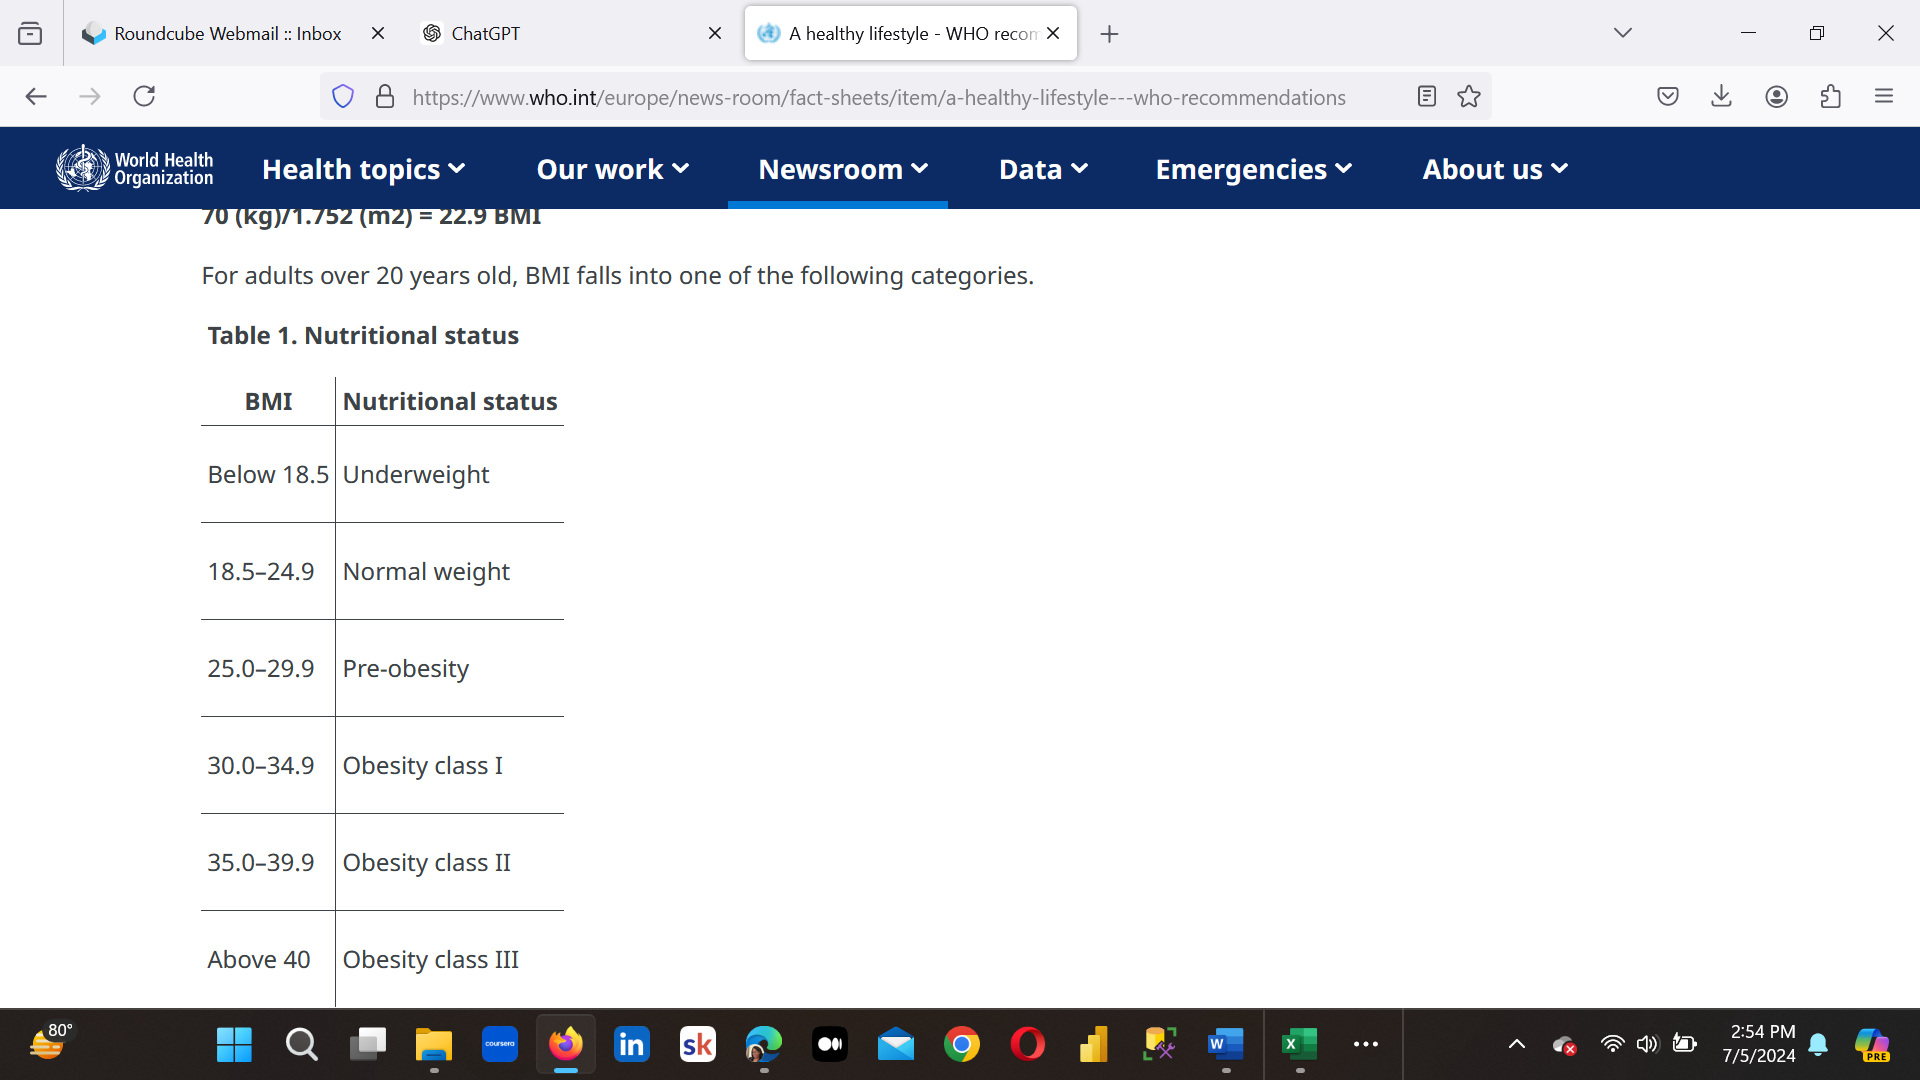 Roundcube Webmail :: Inbox
ChatGPT
A healthy lifestyle - WHO recom
https://www.who.int/europe/news-room/fact-sheets/item/a-healthy-lifestyle---who-recommendations
World Health
Organization
Health topics
Our work
Newsroom
Data
Emergencies
About us
70 (kg)/1.752 (m2) = 22.9 BMI
For adults over 20 years old, BMI falls into one of the following categories.
Table 1. Nutritional status
BMI Nutritional status
Below 18.5 Underweight
18.5–24.9 Normal weight
25.0–29.9 Pre-obesity
30.0–34.9 Obesity class I
35.0–39.9 Obesity class II
Above 40 Obesity class III
80°
coursera
in
sk
W
X
2:54 PM
7/5/2024
PRE